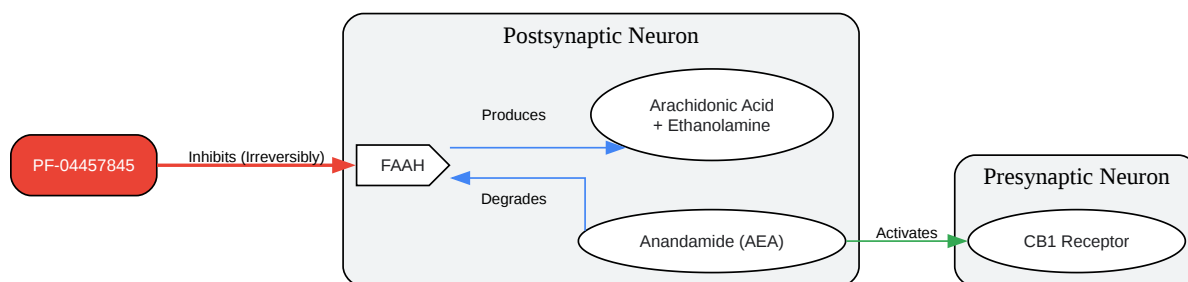 Postsynaptic Neuron
Arachidonic Acid
+ Ethanolamine
Produces
PF-04457845
Inhibits (Irreversibly)
FAAH
Degrades
Anandamide (AEA)
Activates
Presynaptic Neuron
CB1 Receptor